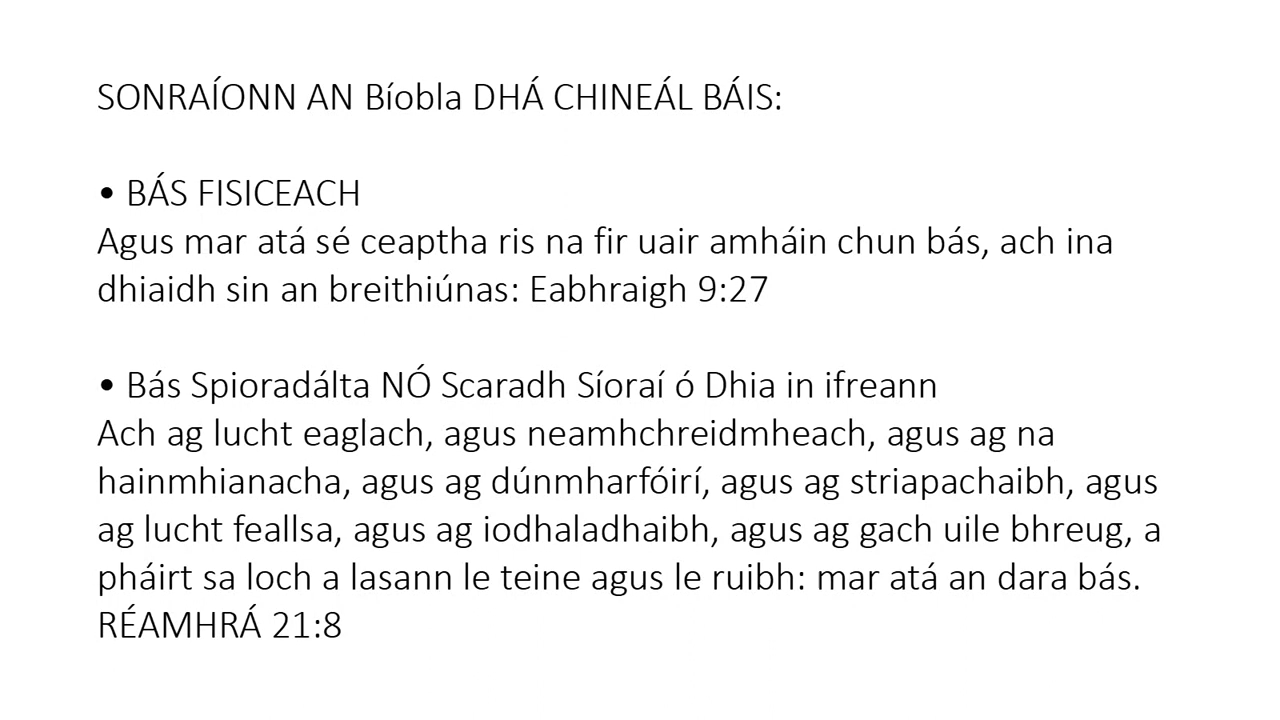 SONRAÍONN AN Bíobla DHÁ CHINEÁL BÁIS:
• BÁS FISICEACH
Agus mar atá sé ceaptha ris na fir uair amháin chun bás, ach ina
dhiaidh sin an breithiúnas: Eabhraigh 9:27
• Bás Spioradálta NÓ Scaradh Síoraí ó Dhia in ifreann
Ach ag lucht eaglach, agus neamhchreidmheach, agus ag na
hainmhianacha, agus ag dúnmharfóirí, agus ag striapachaibh, agus
ag lucht feallsa, agus ag iodhaladhaibh, agus ag gach uile bhreug, a
pháirt sa loch a lasann le teine agus le ruibh: mar atá an dara bás.
RÉAMHRÁ 21:8